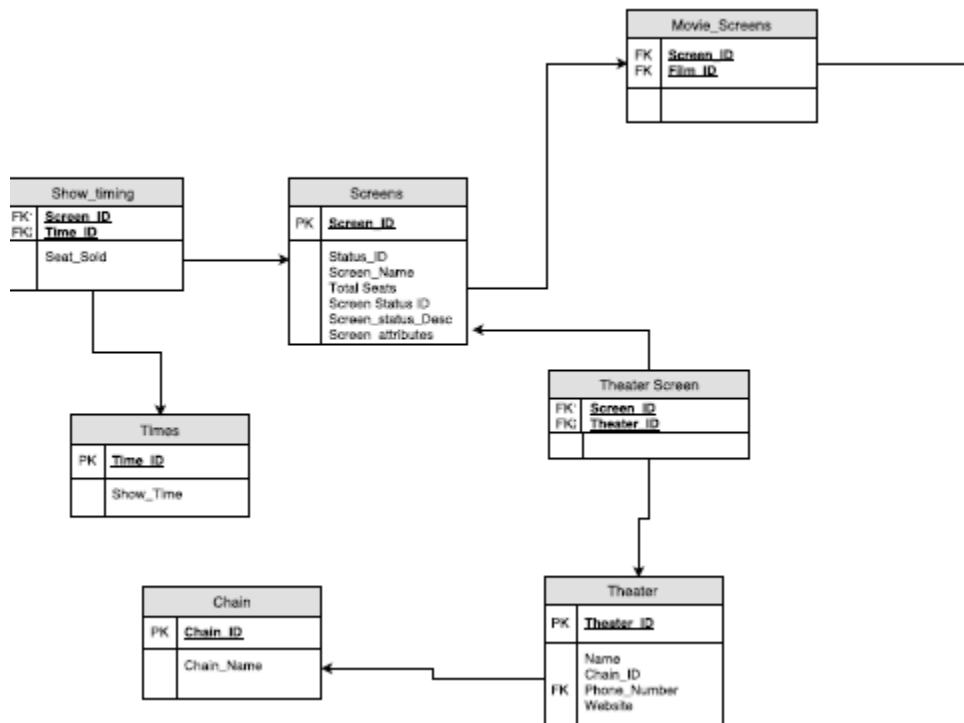 Movie_Screens
FK Screen_ID
FK Film_ID
Show_timing
FK Screen_ID
FK Time_ID
Seat_Sold
Screens
PK Screen_ID
Status_ID
Screen_Name
Total Seats
Screen Status ID
Screen_status_Desc
Screen_attributes
Theater Screen
FK Screen_ID
FK Theater_ID
Times
PK Time_ID
Show_Time
Chain
PK Chain_ID
Chain_Name
Theater
PK Theater_ID
Name
Chain_ID
FK Phone_Number
Website